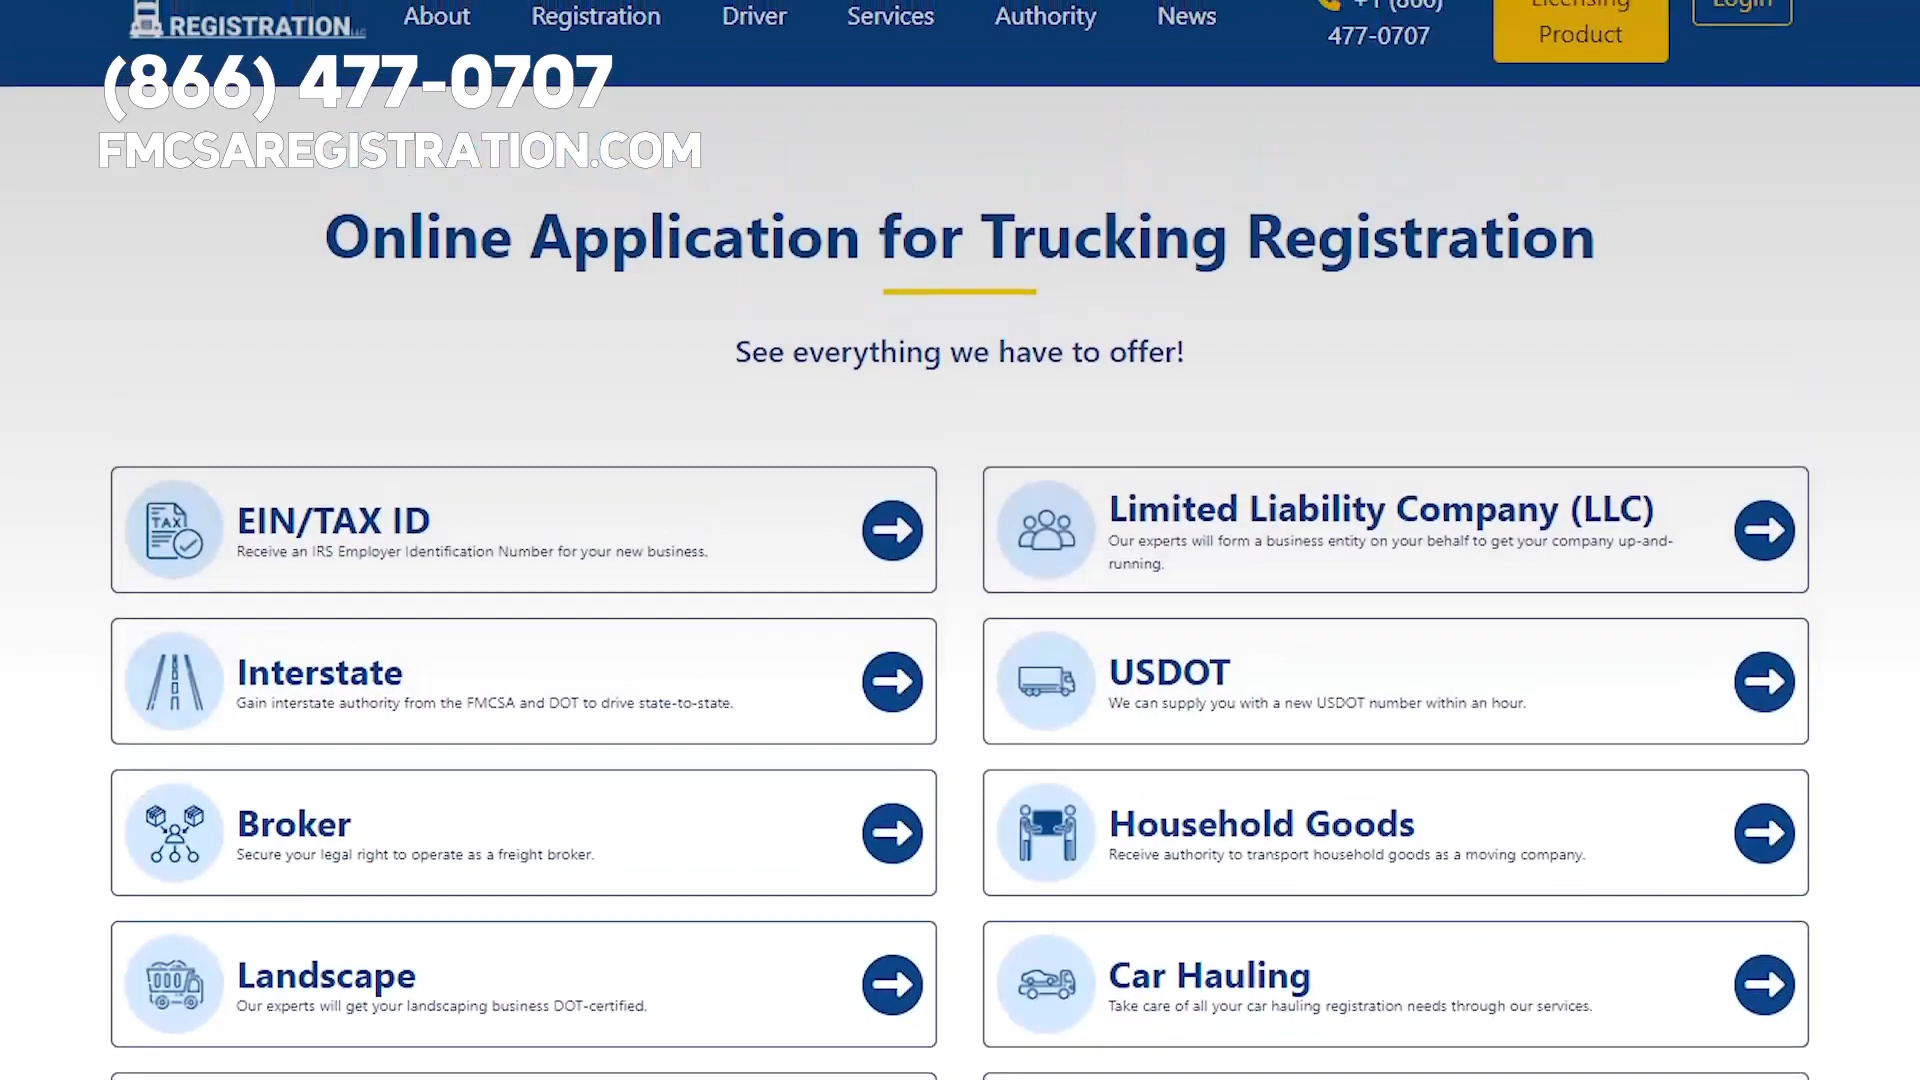 REGISTRATION LLC
About
Registration
Driver
Services
Authority
News
+1 (866)
477-0707
Licensing
Product
Login
(866) 477-0707
FMCSAREGISTRATION.COM
Online Application for Trucking Registration
See everything we have to offer!
TAX
EIN/TAX ID
Receive an IRS Employer Identification Number for your new business.
Limited Liability Company (LLC)
Our experts will form a business entity on your behalf to get your company up-and-
running.
Interstate
Gain interstate authority from the FMCSA and DOT to drive state-to-state.
USDOT
We can supply you with a new USDOT number within an hour.
Broker
Secure your legal right to operate as a freight broker.
Household Goods
Receive authority to transport household goods as a moving company.
Landscape
Our experts will get your landscaping business DOT-certified.
Car Hauling
Take care of all your car hauling registration needs through our services.